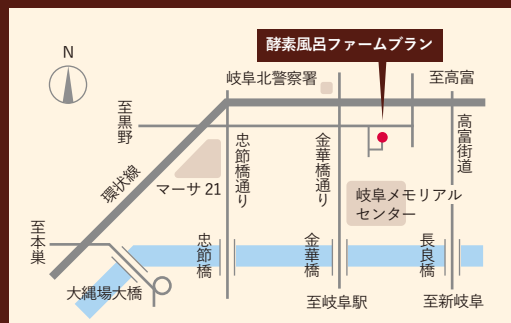 酵素風呂ファームブラン
N
岐阜北警察署
至高富
至黒野
高富街道
忠節橋通り
金華橋通り
環状線
マーサ 21
岐阜メモリアル
センター
至本巣
忠節橋
金華橋
長良橋
大縄場大橋
至岐阜駅
至新岐阜